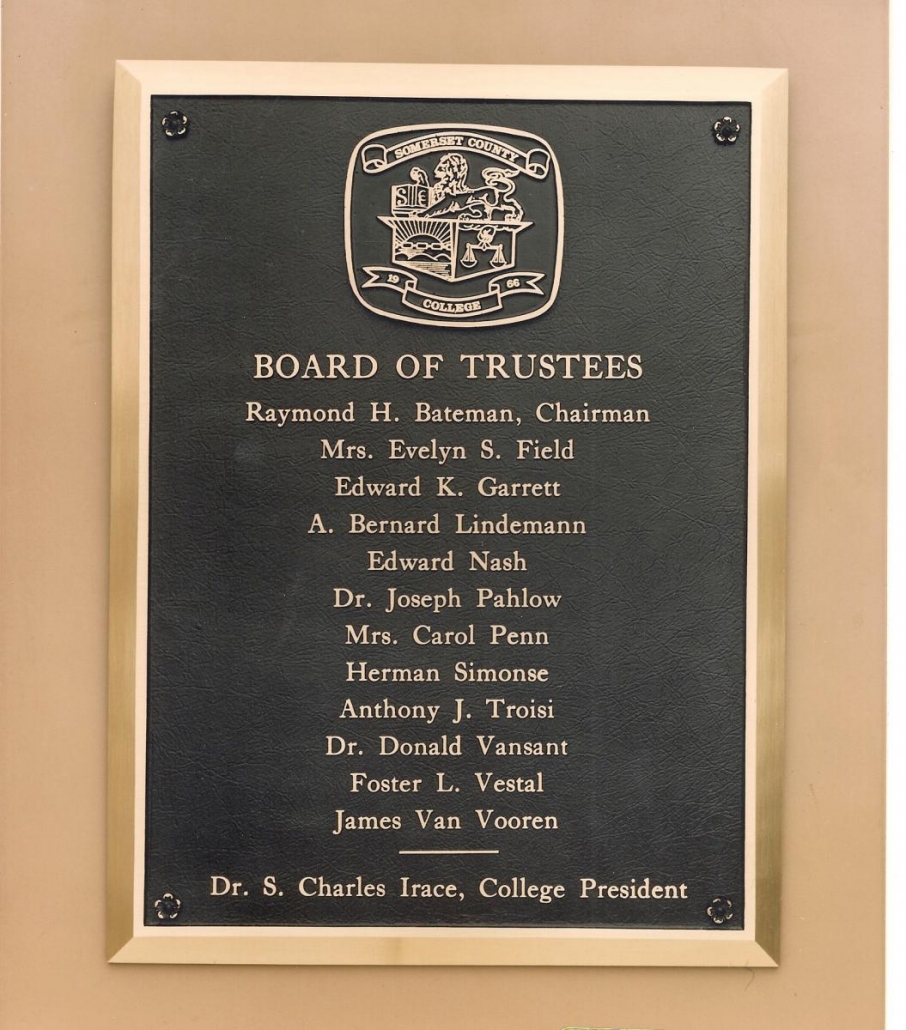 SOMERSET COUNTY
19 66
COLLEGE
BOARD OF TRUSTEES
Raymond H. Bateman, Chairman
Mrs. Evelyn S. Field
Edward K. Garrett
A. Bernard Lindemann
Edward Nash
Dr. Joseph Pahlow
Mrs. Carol Penn
Herman Simonse
Anthony J. Troisi
Dr. Donald Vansant
Foster L. Vestal
James Van Vooren
Dr. S. Charles Irace, College President